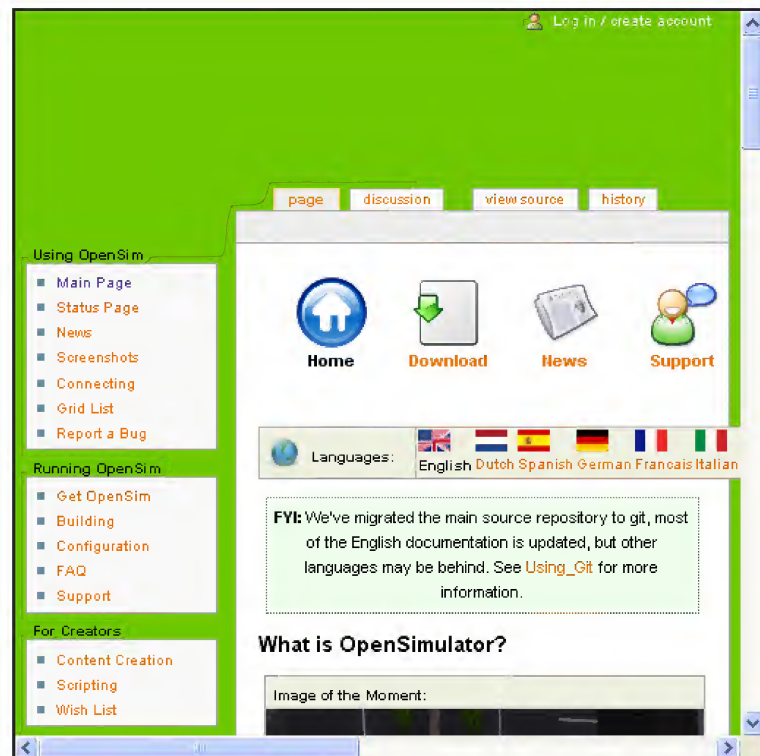 Log in / create account
page discussion view source history
Using OpenSim
Main Page
Status Page
News
Screenshots
Connecting
Grid List
Report a Bug
Home Download News Support
Languages: English Dutch Spanish German Francais Italian
Running OpenSim
Get OpenSim
Building
Configuration
FAQ
Support
FYI: We've migrated the main source repository to git, most
of the English documentation is updated, but other
languages may be behind. See Using_Git for more
information.
For Creators
Content Creation
Scripting
Wish List
What is OpenSimulator?
Image of the Moment: